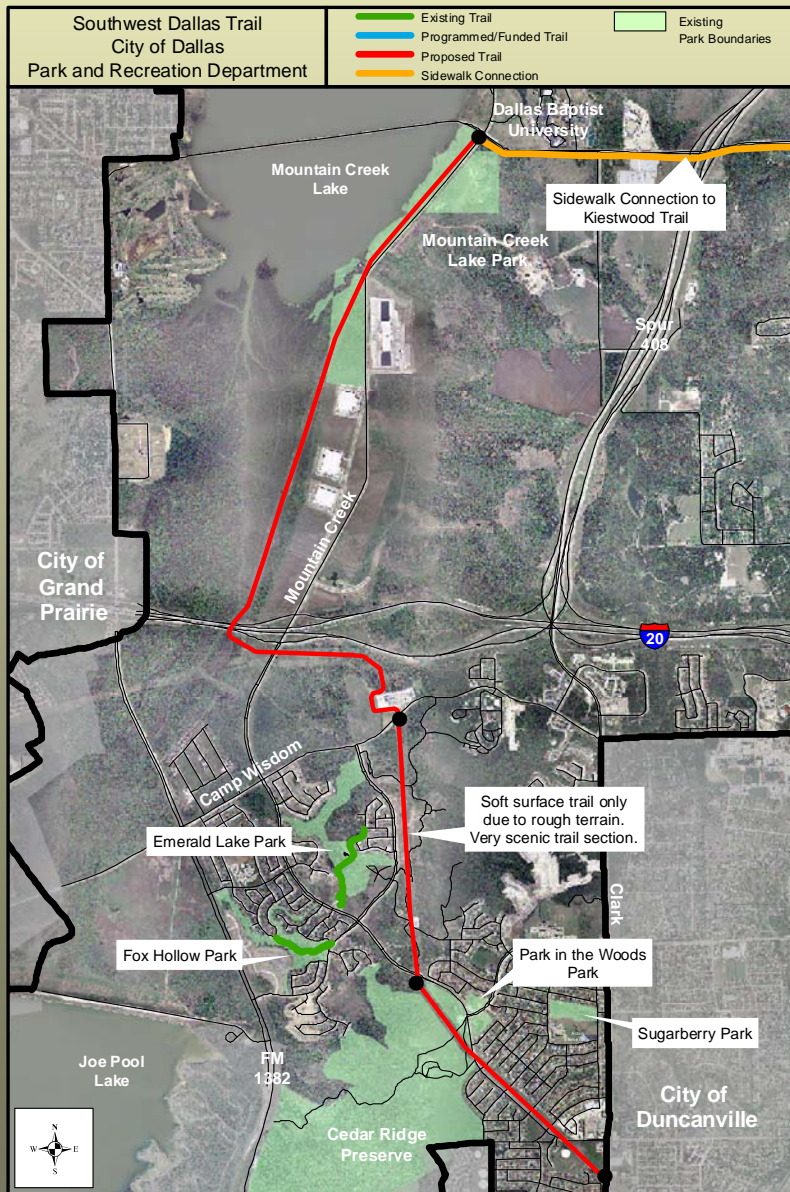 Southwest Dallas Trail
City of Dallas
Park and Recreation Department
Existing Trail
Programmed/Funded Trail
Proposed Trail
Sidewalk Connection
Existing
Park Boundaries
Dallas Baptist
University
Mountain Creek
Lake
Sidewalk Connection to
Kiestwood Trail
Mountain Creek
Lake Park
Spur
408
Mountain Creek
City of
Grand
Prairie
20
Camp Wisdom
Soft surface trail only
due to rough terrain.
Very scenic trail section.
Emerald Lake Park
Clark
Fox Hollow Park
Park in the Woods
Park
Sugarberry Park
Joe Pool
Lake
FM
1382
City of
Duncanville
Cedar Ridge
Preserve
N
W
E
S